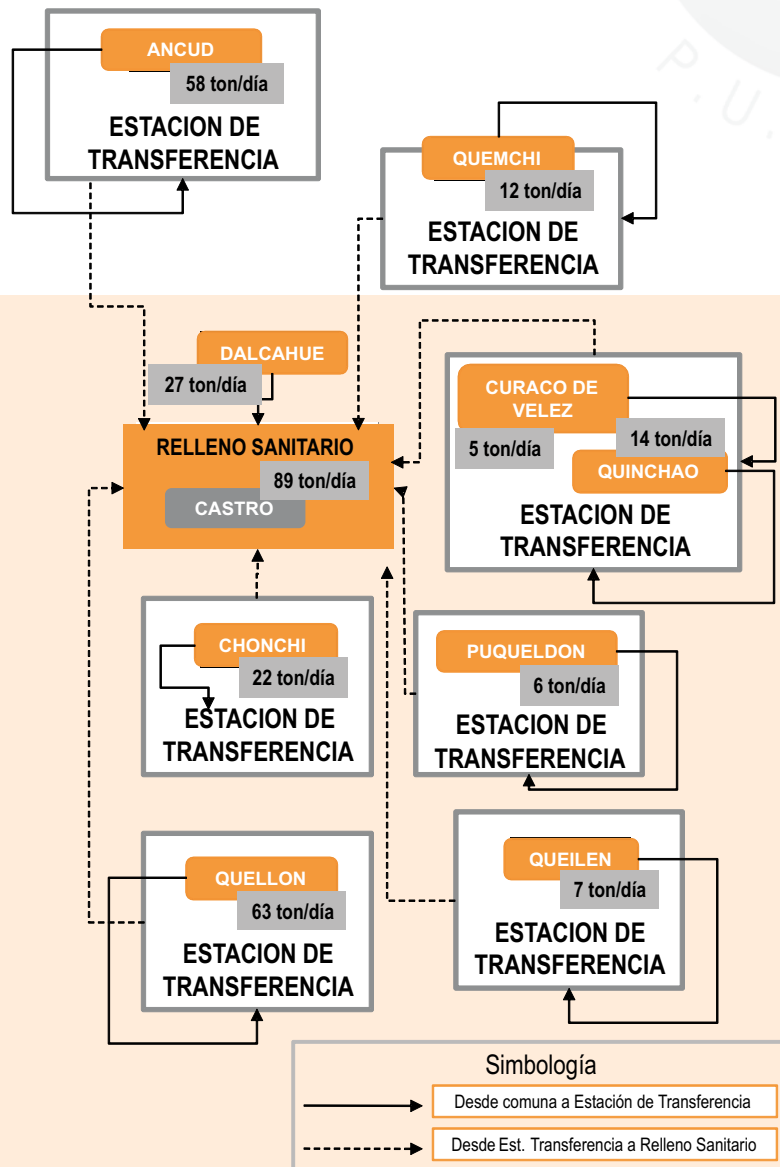 ANCUD
58 ton/día
ESTACION DE
TRANSFERENCIA
P.U.
QUEMCHI
12 ton/día
ESTACION DE
TRANSFERENCIA
DALCAHUE
27 ton/día
RELLENO SANITARIO
89 ton/día
CASTRO
CURACO DE
VELEZ
5 ton/día
14 ton/día
QUINCHAO
ESTACION DE
TRANSFERENCIA
CHONCHI
22 ton/día
ESTACION DE
TRANSFERENCIA
PUQUELDON
6 ton/día
ESTACION DE
TRANSFERENCIA
QUELLON
63 ton/día
ESTACION DE
TRANSFERENCIA
QUEILEN
7 ton/día
ESTACION DE
TRANSFERENCIA
Simbología
Desde comuna a Estación de Transferencia
Desde Est. Transferencia a Relleno Sanitario